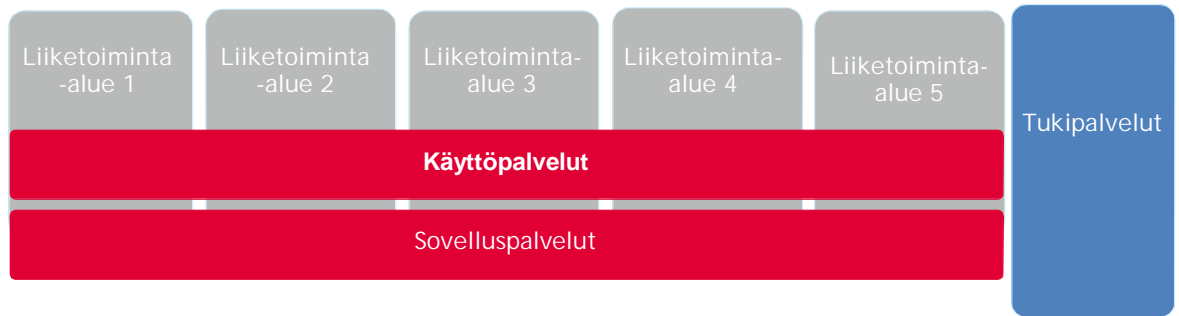 Liiketoiminta
-alue 1
Liiketoiminta
-alue 2
Liiketoiminta-
alue 3
Liiketoiminta-
alue 4
Liiketoiminta-
alue 5
Tukipalvelut
Käyttöpalvelut
Sovelluspalvelut